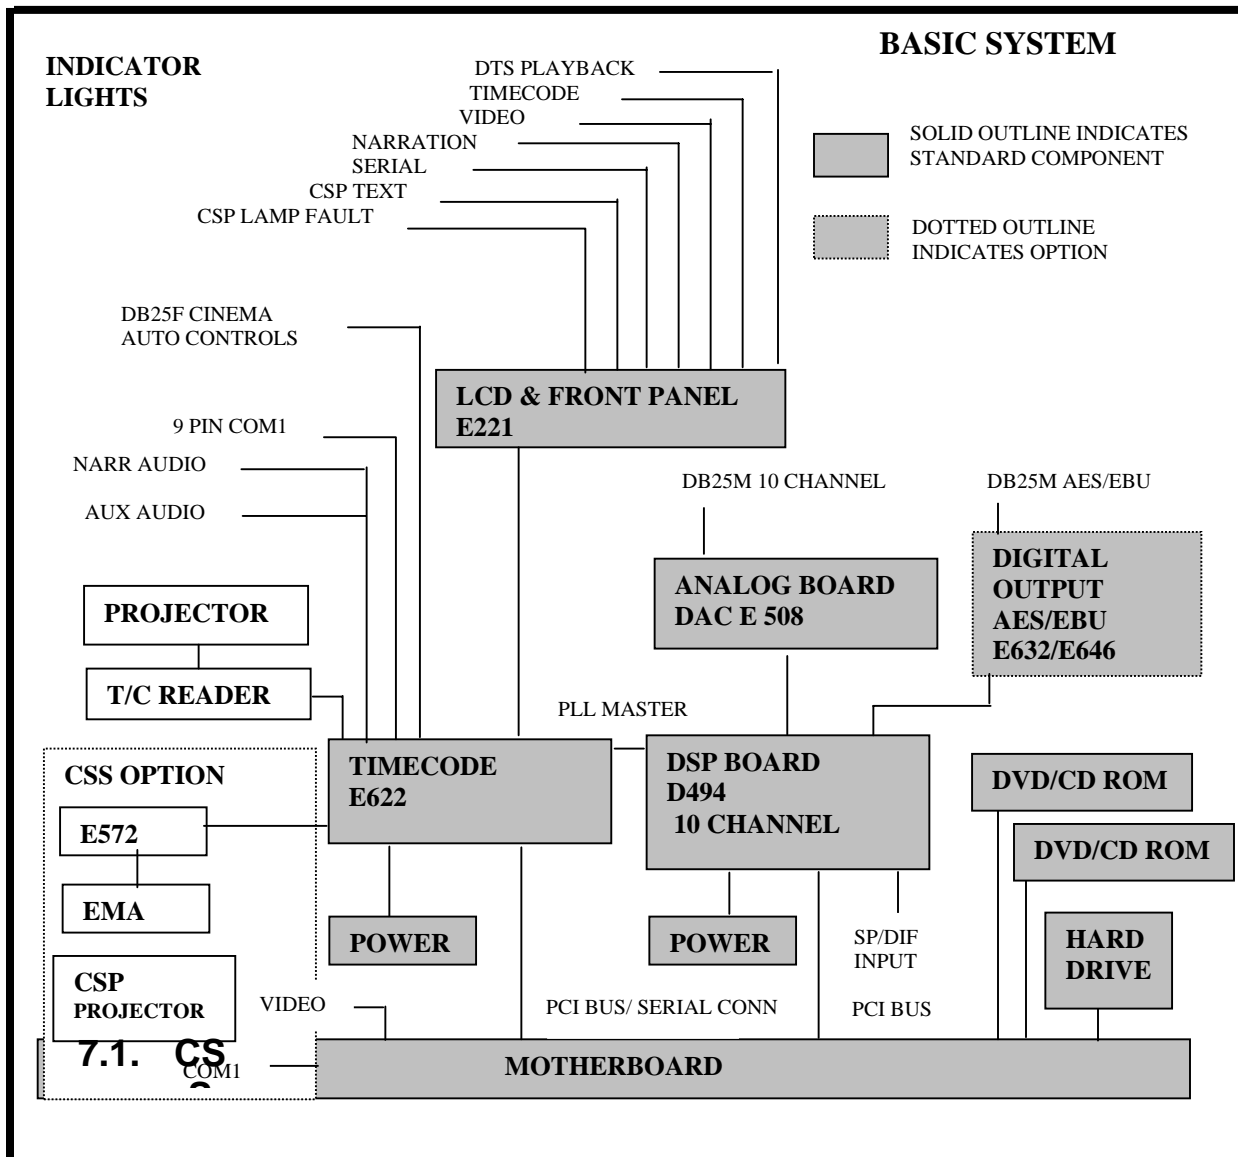 BASIC SYSTEM
INDICATOR
LIGHTS
DTS PLAYBACK
TIMECODE
VIDEO
NARRATION
SERIAL
CSP TEXT
CSP LAMP FAULT
SOLID OUTLINE INDICATES
STANDARD COMPONENT
DOTTED OUTLINE
INDICATES OPTION
DB25F CINEMA
AUTO CONTROLS
LCD & FRONT PANEL
E221
9 PIN COM1
NARR AUDIO
AUX AUDIO
DB25M 10 CHANNEL
DB25M AES/EBU
ANALOG BOARD
DAC E 508
DIGITAL
OUTPUT
AES/EBU
E632/E646
PROJECTOR
T/C READER
PLL MASTER
CSS OPTION
TIMECODE
E622
DSP BOARD
D494
10 CHANNEL
DVD/CD ROM
DVD/CD ROM
E572
EMA
POWER
POWER
SP/DIF
INPUT
HARD
DRIVE
CSP
PROJECTOR
VIDEO
PCI BUS/ SERIAL CONN
PCI BUS
7.1. CS
COM1
MOTHERBOARD